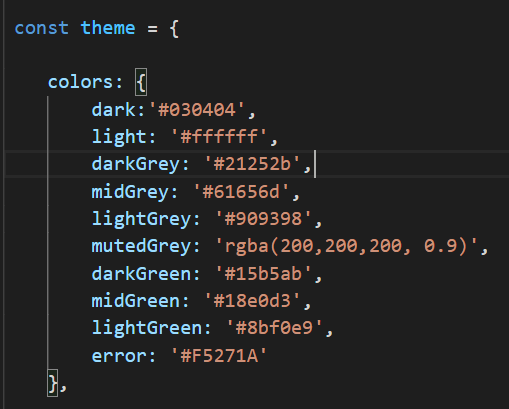 const theme = {
colors: {
dark:'#030404',
light: '#ffffff',
darkGrey: '#21252b',
midGrey: '#61656d',
lightGrey: '#909398',
mutedGrey: 'rgba(200,200,200, 0.9)',
darkGreen: '#15b5ab',
midGreen: '#18e0d3',
lightGreen: '#8bf0e9',
error: '#F5271A'
},